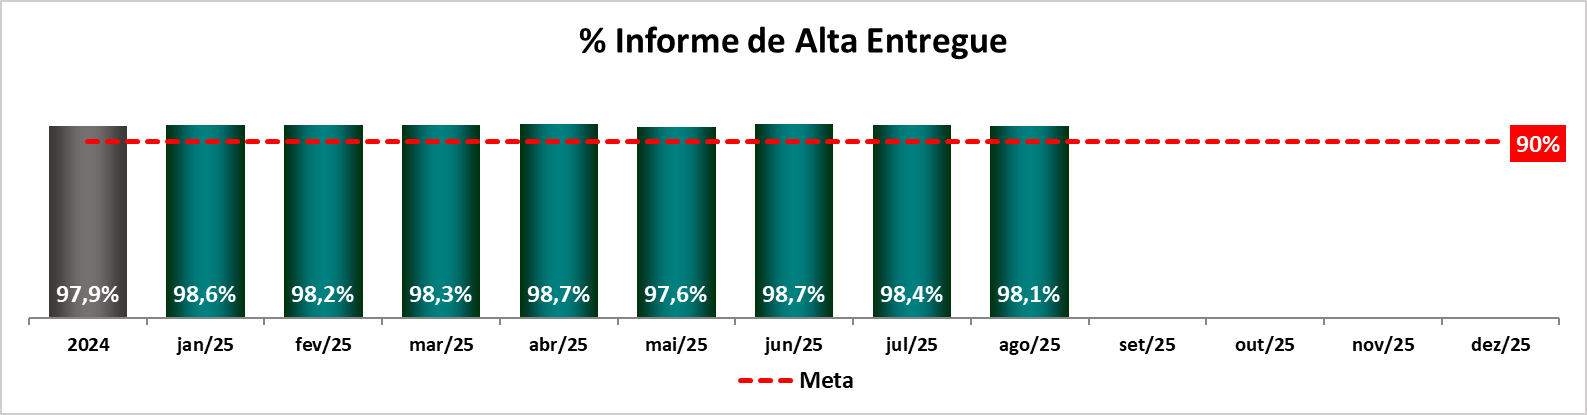 % Informe de Alta Entregue
90%
97,9% 98,6% 98,2% 98,3% 98,7% 97,6% 98,7% 98,4% 98,1%
2024 jan/25 fev/25 mar/25 abr/25 mai/25 jun/25 jul/25 ago/25 set/25 out/25 nov/25 dez/25
Meta